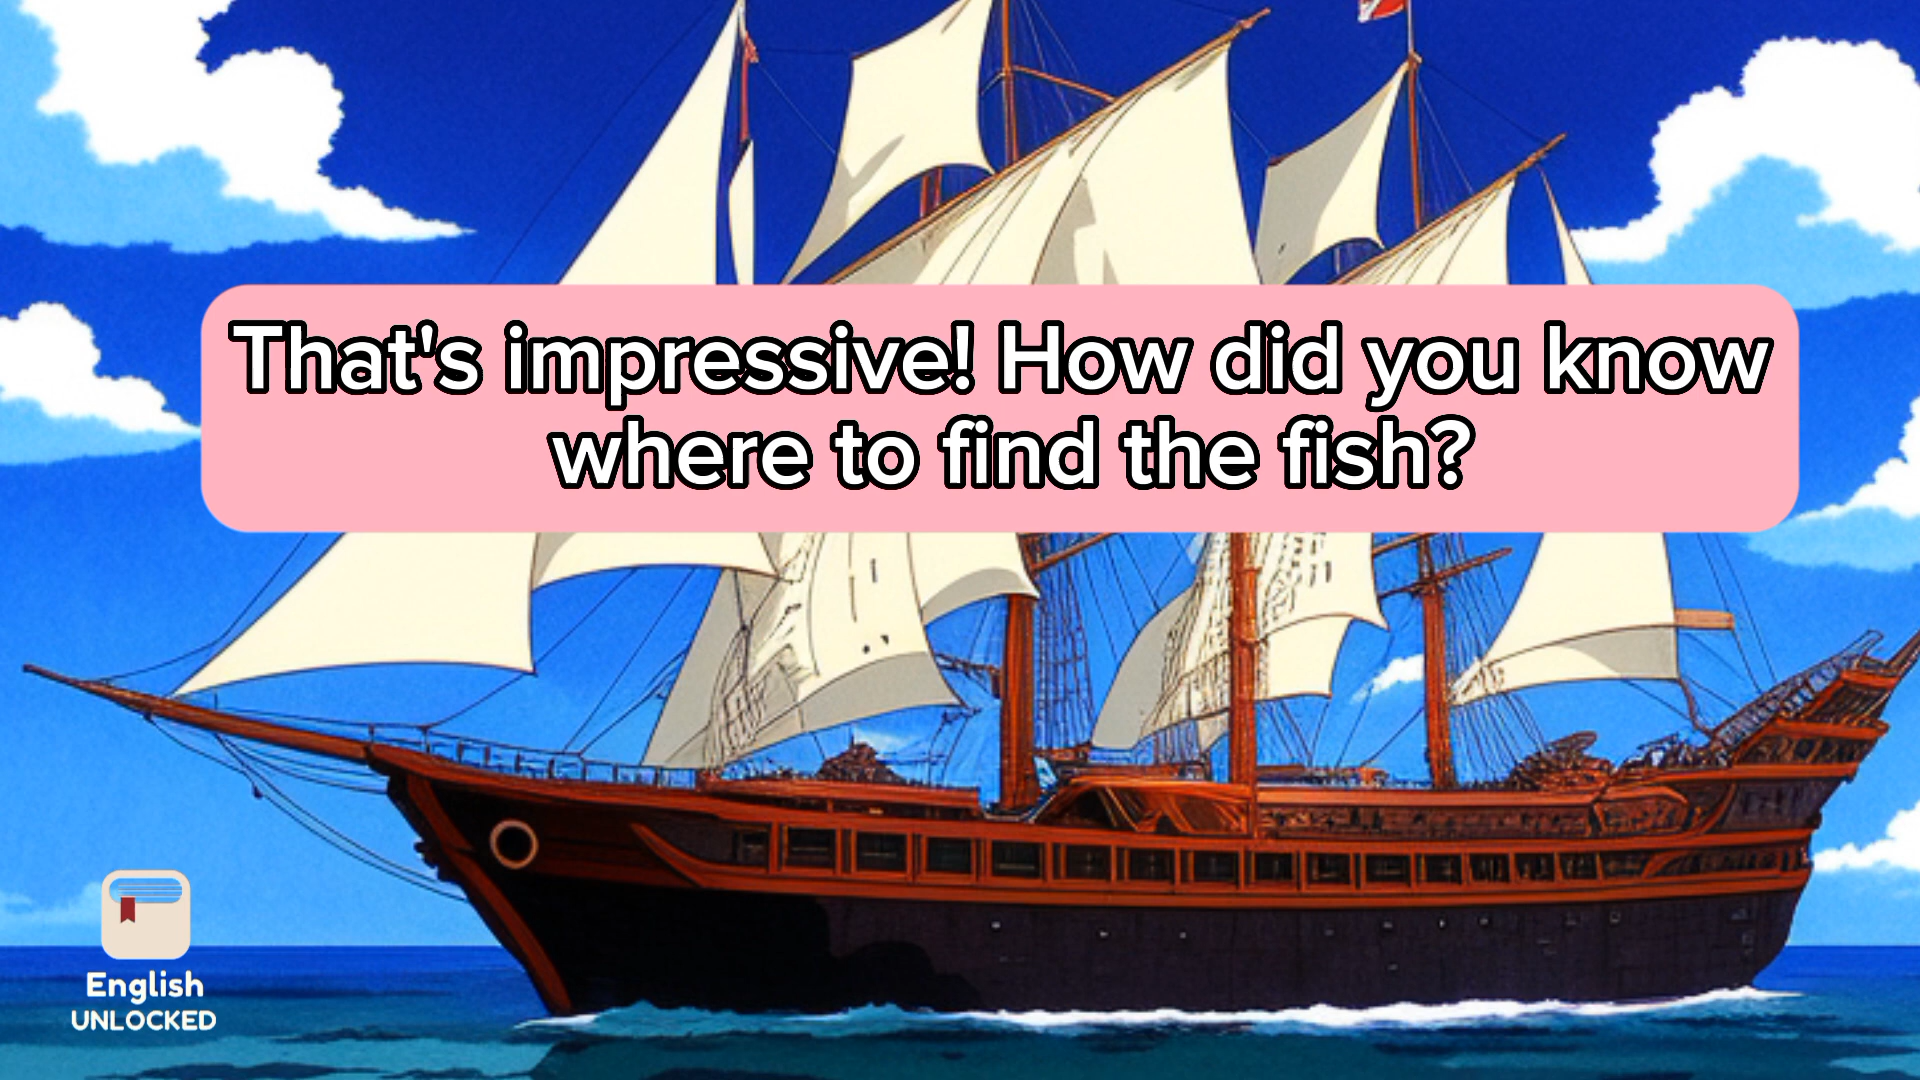 That's impressive! How did you know
where to find the fish?
English
UNLOCKED